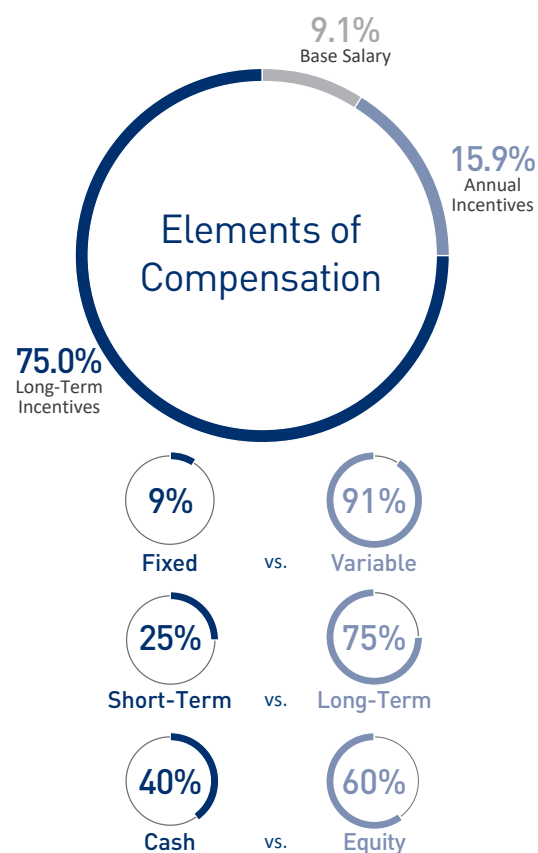 9.1%
Base Salary
15.9%
Annual
Incentives
Elements of
Compensation
75.0%
Long-Term
Incentives
9%
91%
Fixed vs. Variable
25%
75%
Short-Term vs. Long-Term
40%
60%
Cash vs. Equity